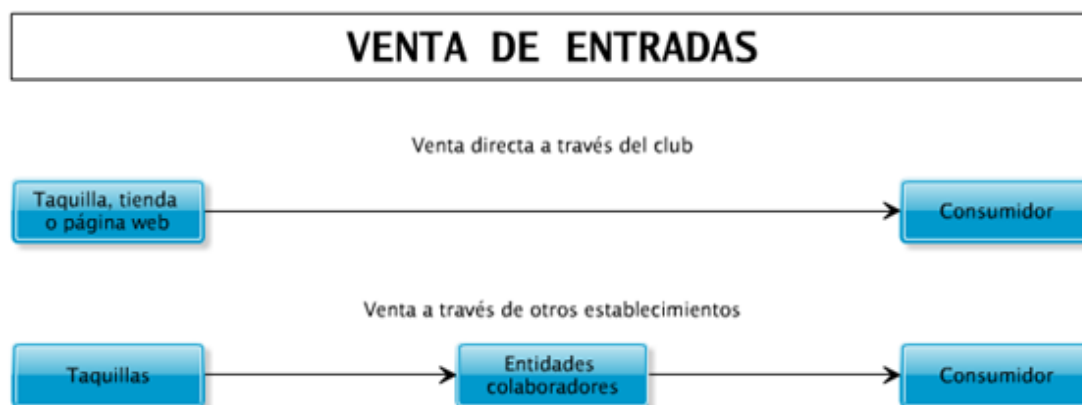 VENTA DE ENTRADAS
Venta directa a través del club
Taquilla, tienda
o página web
Consumidor
Venta a través de otros establecimientos
Taquillas
Entidades
colaboradores
Consumidor